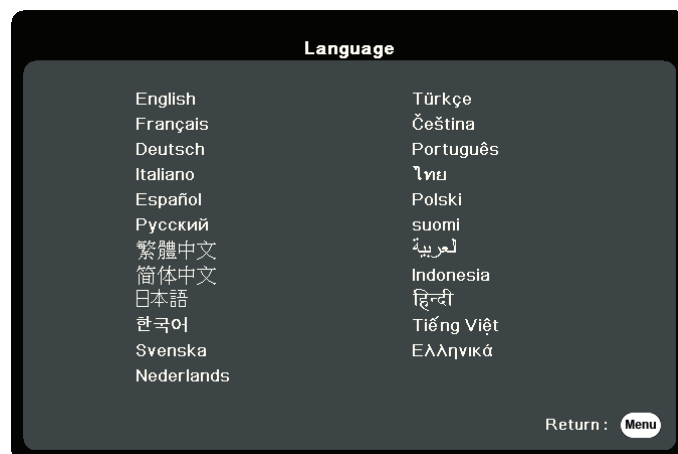 Language
English
Français
Deutsch
Italiano
Español
Русский
繁體中文
简体中文
日本語
한국어
Svenska
Nederlands
Türkçe
Čeština
Português
ไทย
Polski
suomi
العربية
Indonesia
हिन्दी
Tiếng Việt
Ελληνικά
Return : Menu